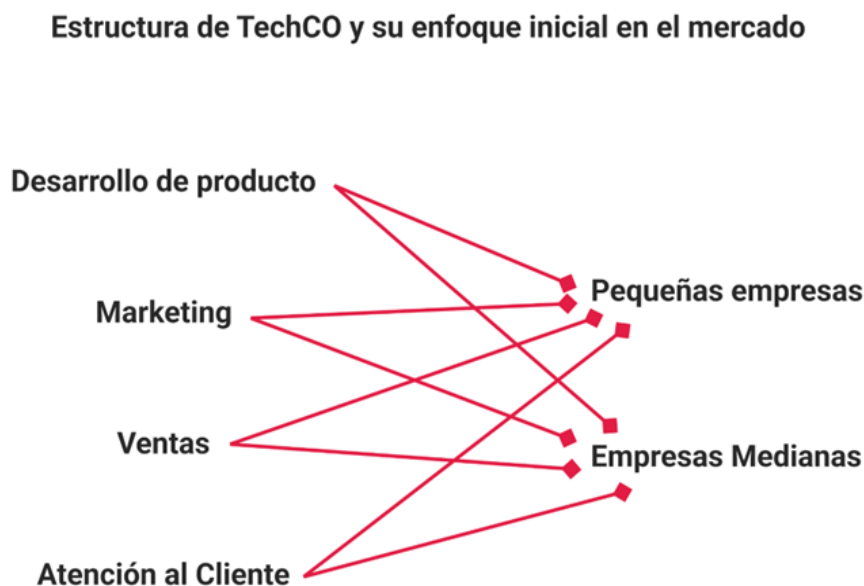 Estructura de TechCO y su enfoque inicial en el mercado
Desarrollo de producto
Pequeñas empresas
Marketing
Ventas
Empresas Medianas
Atención al Cliente